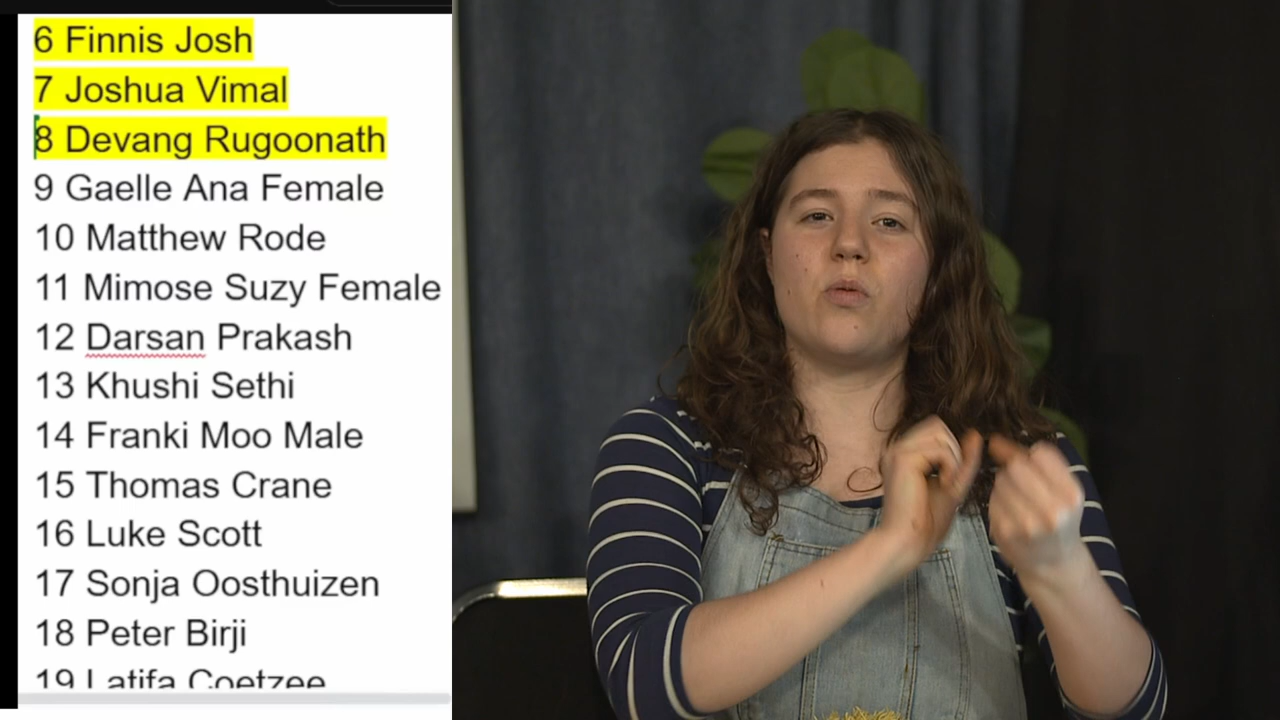 6 Finnis Josh
7 Joshua Vimal
8 Devang Rugoonath
9 Gaelle Ana Female
10 Matthew Rode
11 Mimose Suzy Female
12 Darsan Prakash
13 Khushi Sethi
14 Franki Moo Male
15 Thomas Crane
16 Luke Scott
17 Sonja Oosthuizen
18 Peter Birji
19 Latifa Coetzee